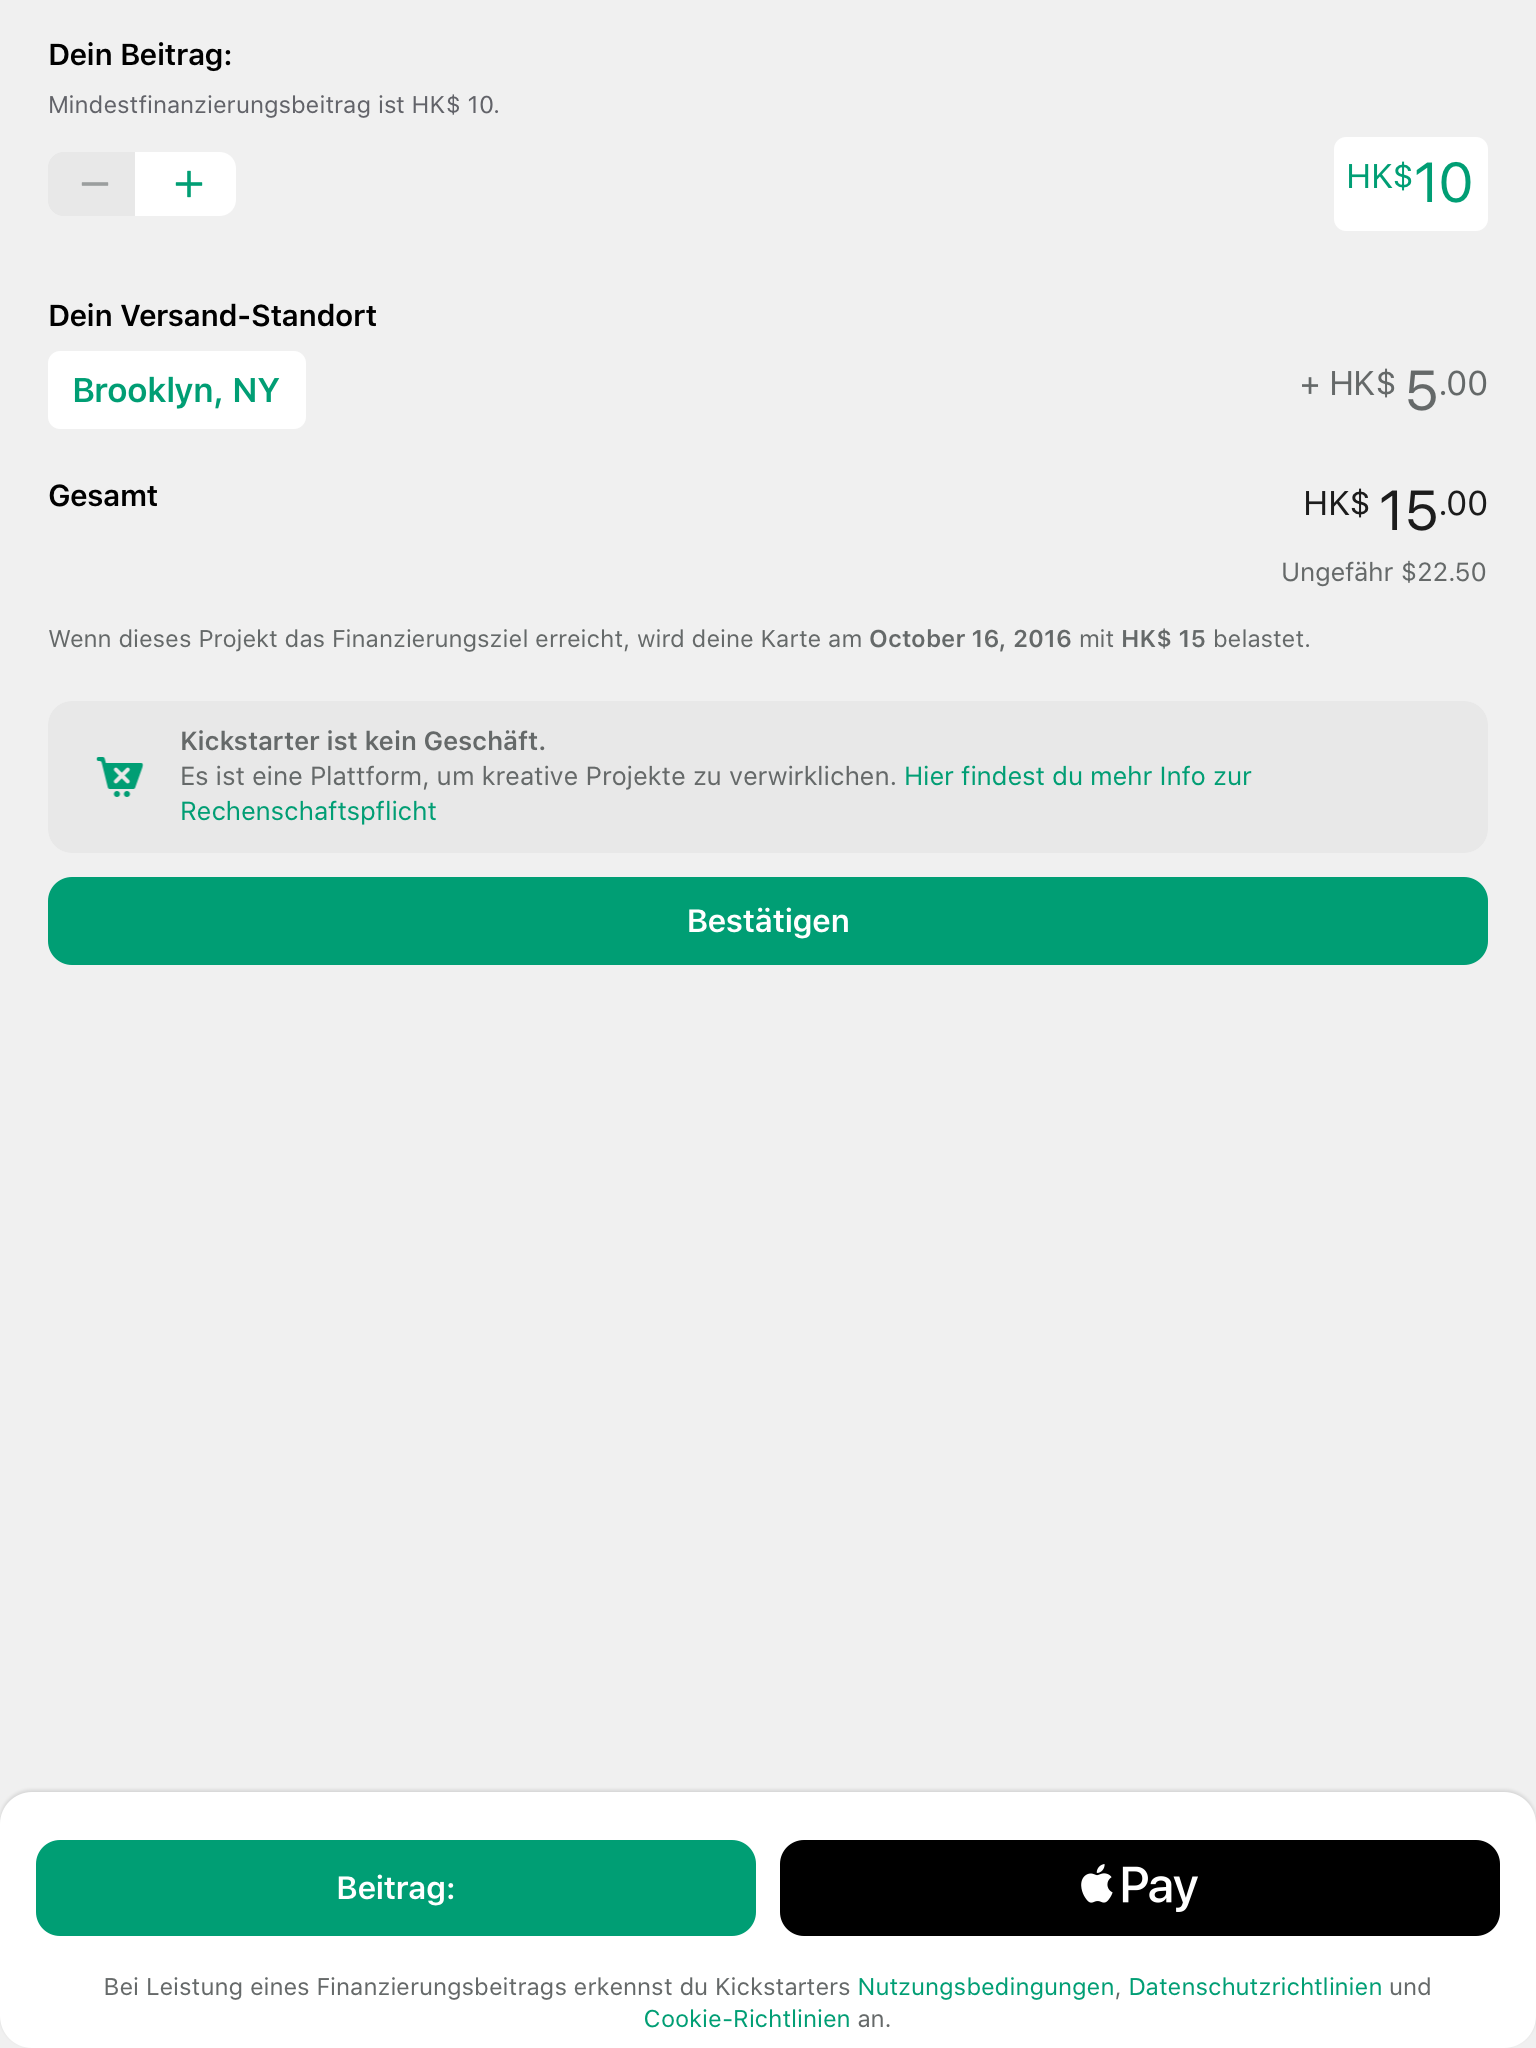 Dein Beitrag:
Mindestfinanzierungsbeitrag ist HK$ 10.
HK$10
Dein Versand-Standort
Brooklyn, NY
+ HK$ 5.00
Gesamt
HK$ 15.00
Ungefähr $22.50
Wenn dieses Projekt das Finanzierungsziel erreicht, wird deine Karte am October 16, 2016 mit HK$ 15 belastet.
Kickstarter ist kein Geschäft.
Es ist eine Plattform, um kreative Projekte zu verwirklichen. Hier findest du mehr Info zur
Rechenschaftspflicht
Bestätigen
Beitrag:
Pay
Bei Leistung eines Finanzierungsbeitrags erkennst du Kickstarters Nutzungsbedingungen, Datenschutzrichtlinien und
Cookie-Richtlinien an.